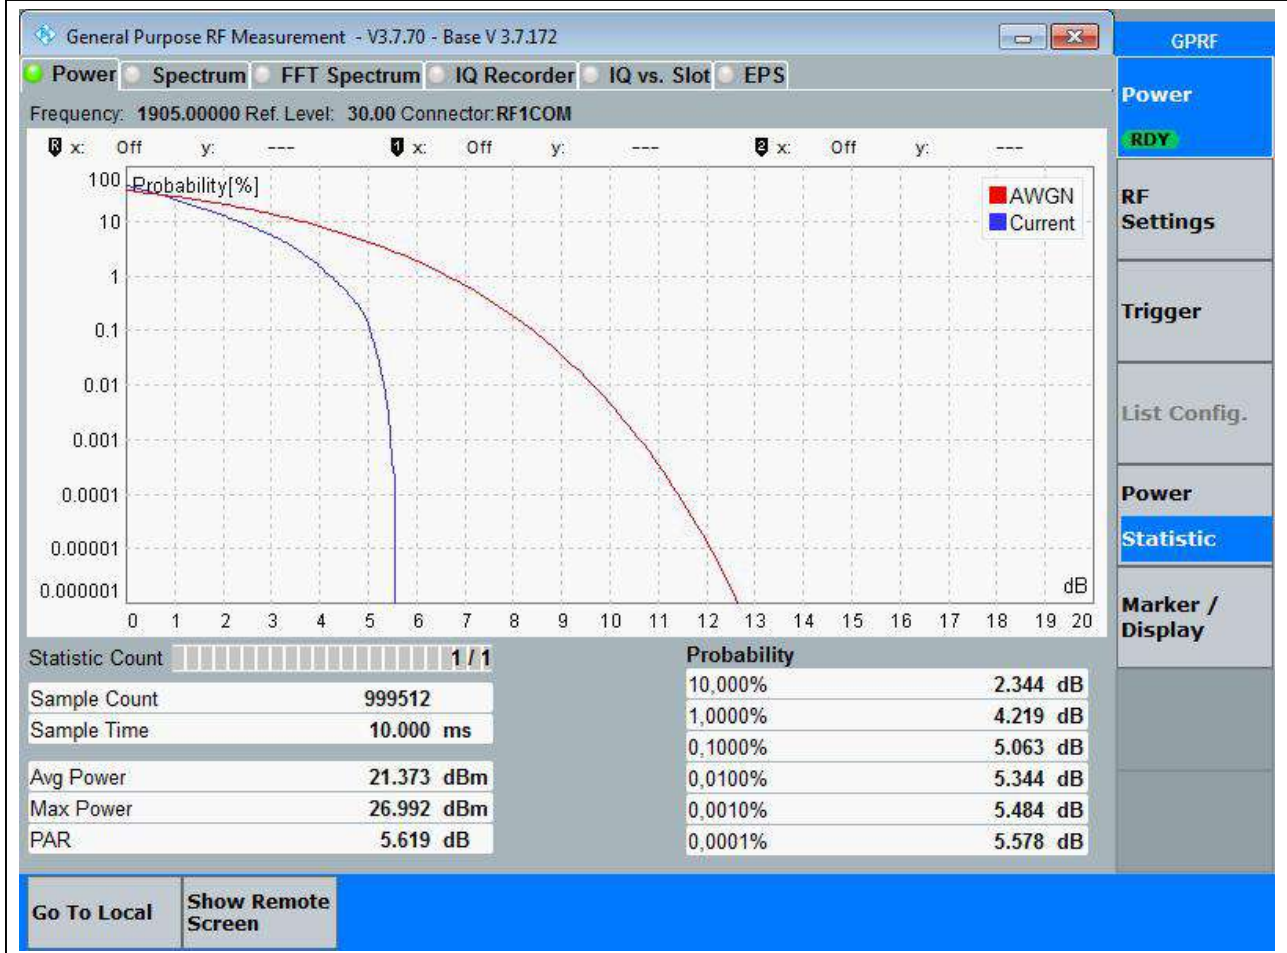 General Purpose RF Measurement - V3.7.70 - Base V 3.7.172
GPRF
Power Spectrum FFT Spectrum IQ Recorder IQ vs. Slot EPS
Frequency: 1905.00000 Ref. Level: 30.00 Connector:RF1COM
R x: Off y: --- 1 x: Off y: --- 2 x: Off y: ---
Probability[%]
AWGN
Current
100
10
1
0.1
0.01
0.001
0.0001
0.00001
0.000001
dB
0 1 2 3 4 5 6 7 8 9 10 11 12 13 14 15 16 17 18 19 20
Statistic Count 1 / 1
Sample Count 999512
Sample Time 10.000 ms
Avg Power 21.373 dBm
Max Power 26.992 dBm
PAR 5.619 dB
Probability
10,000% 2.344 dB
1,0000% 4.219 dB
0,1000% 5.063 dB
0,0100% 5.344 dB
0,0010% 5.484 dB
0,0001% 5.578 dB
Power
RDY
RF
Settings
Trigger
List Config.
Power
Statistic
Marker /
Display
Go To Local
Show Remote
Screen